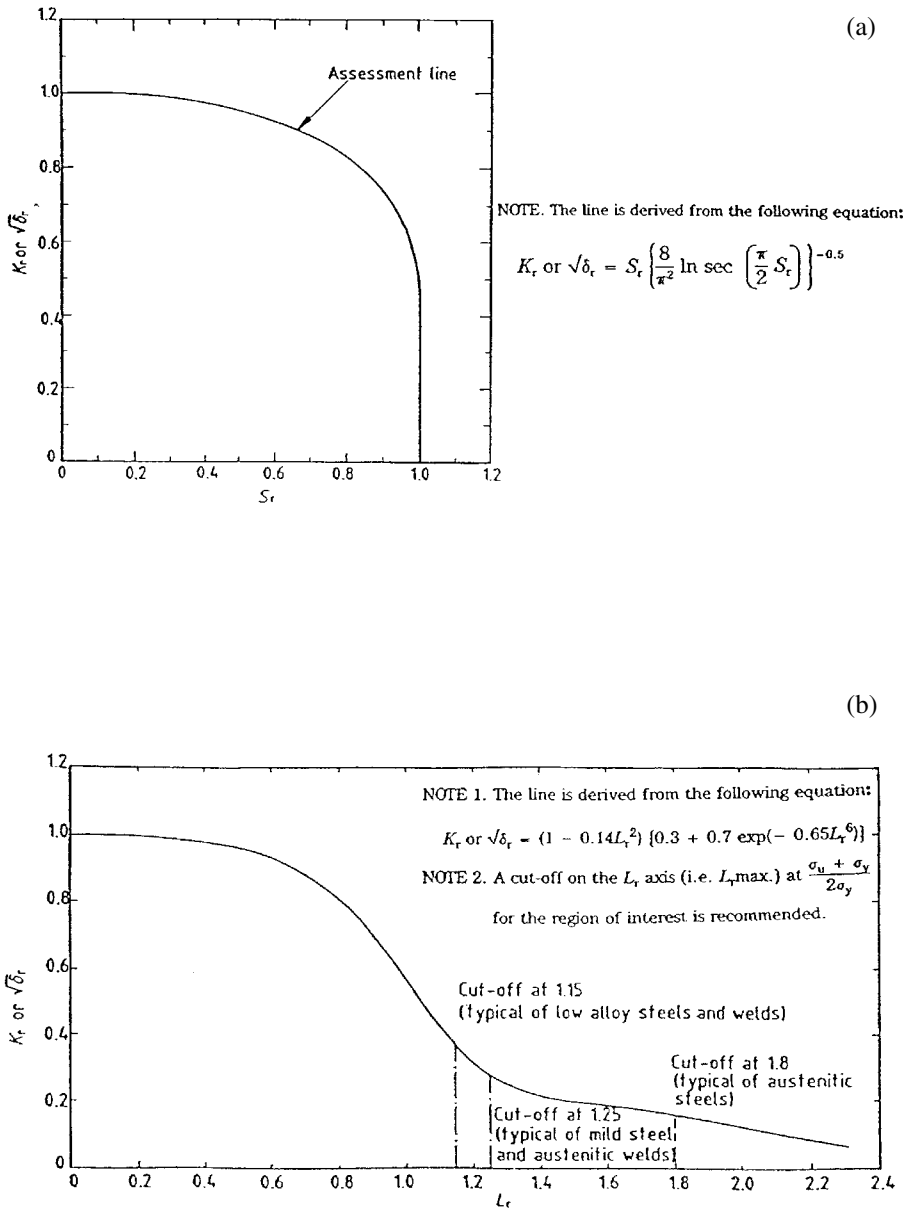 (a)
1.2
1.0
0.8
0.6
0.4
0.2
0
Kr or √δr,
Assessment line
0 0.2 0.4 0.6 0.8 1.0 1.2
Sr
NOTE. The line is derived from the following equation:
Kr or √δr = Sr {8/π² ln sec (π/2 Sr)}^−0.5
(b)
1.2
1.0
0.8
0.6
0.4
0.2
0
Kr or √δr
NOTE 1. The line is derived from the following equation:
Kr or √δr = (1 − 0.14Lr²) {0.3 + 0.7 exp(− 0.65Lr⁶)}
NOTE 2. A cut-off on the Lr axis (i.e. Lrmax.) at (σu + σy)/2σy
for the region of interest is recommended.
Cut-off at 1.15
(typical of low alloy steels and welds)
Cut-off at 1.8
(typical of austenitic
steels)
Cut-off at 1.25
(typical of mild steel
and austenitic welds)
0 0.2 0.4 0.6 0.8 1.0 1.2 1.4 1.6 1.8 2.0 2.2 2.4
Lr